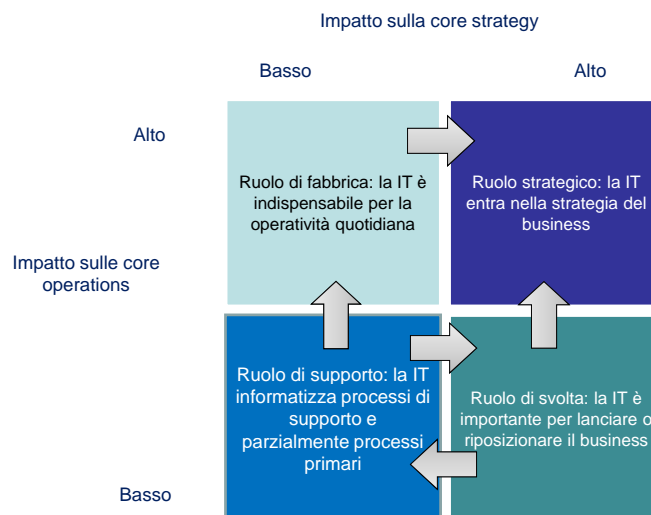 Impatto sulla core strategy
Basso
Alto
Alto
Ruolo di fabbrica: la IT è
indispensabile per la
operatività quotidiana
Ruolo strategico: la IT
entra nella strategia del
business
Impatto sulle core
operations
Ruolo di supporto: la IT
informatizza processi di
supporto e
parzialmente processi
primari
Ruolo di svolta: la IT è
importante per lanciare o
riposizionare il business
Basso